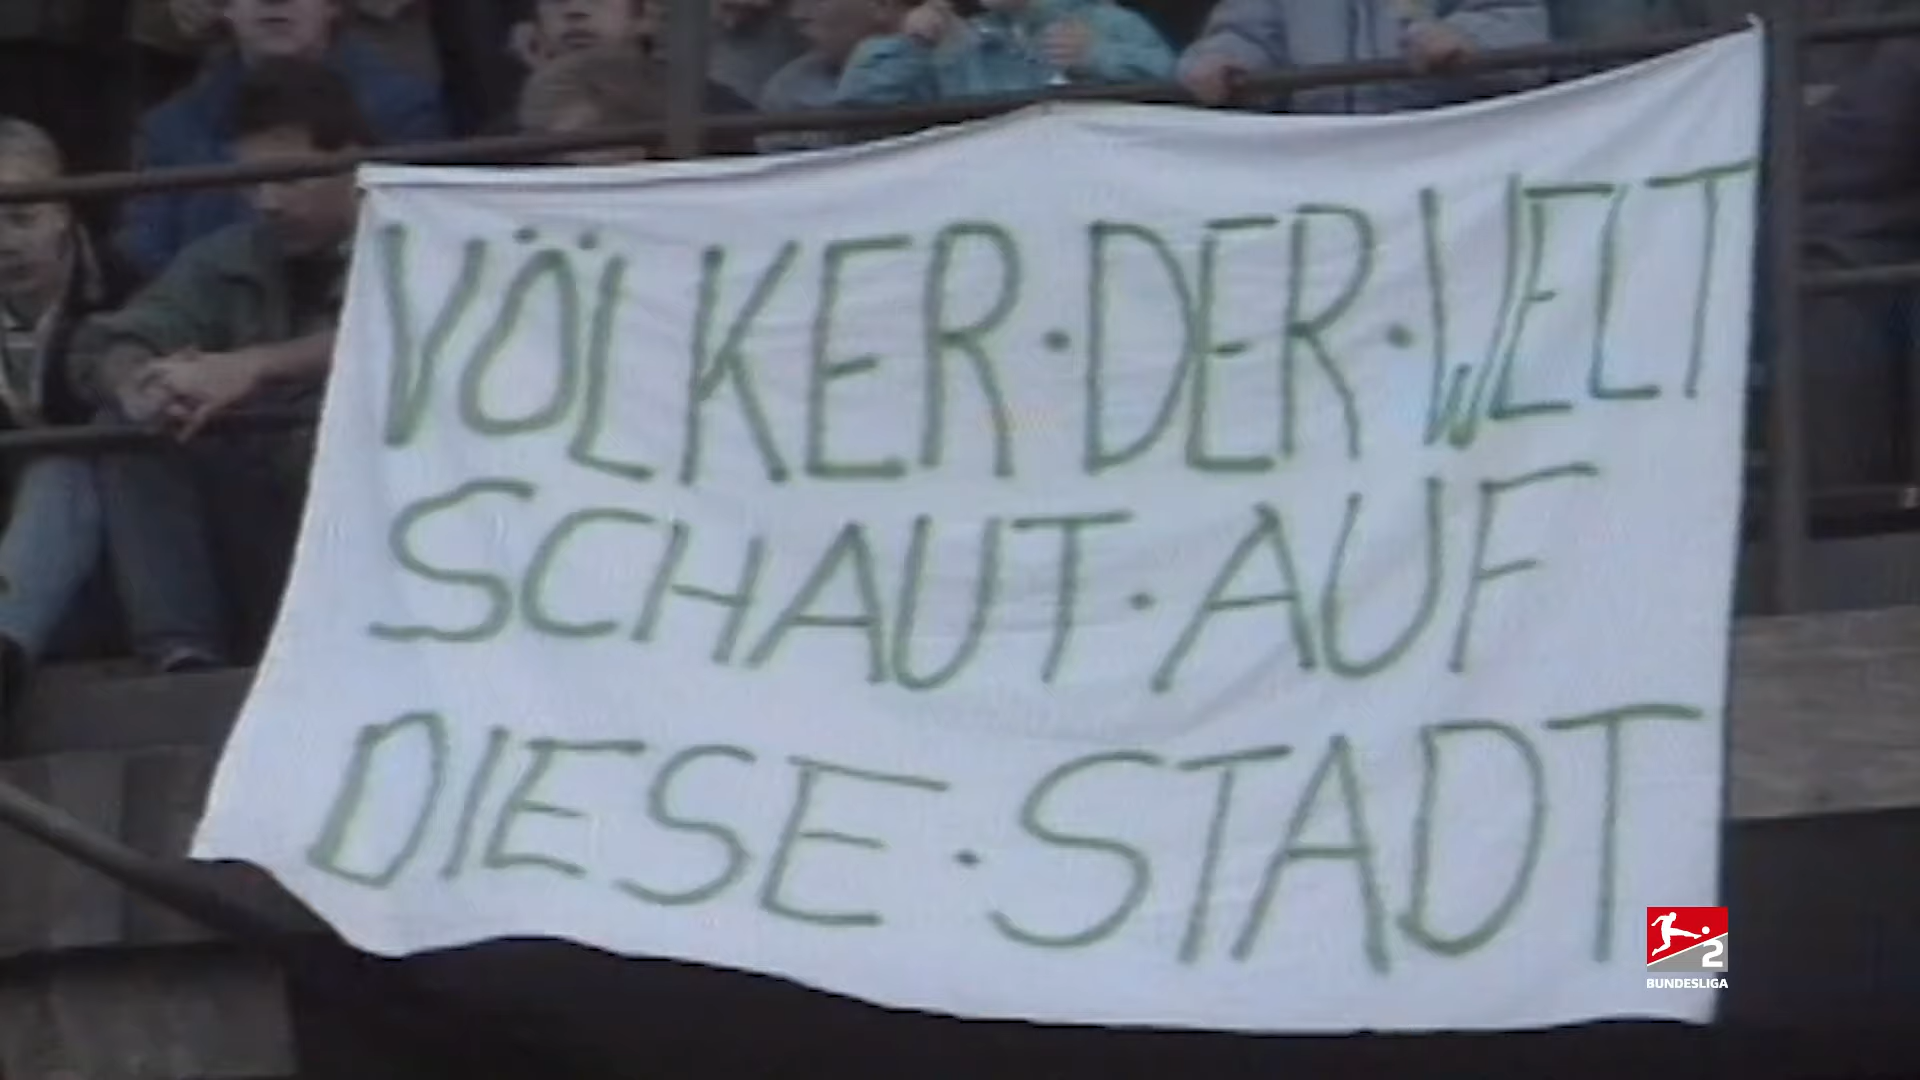 VÖLKER·DER·WELT
SCHAUT·AUF
DIESE·STADT
2
BUNDESLIGA